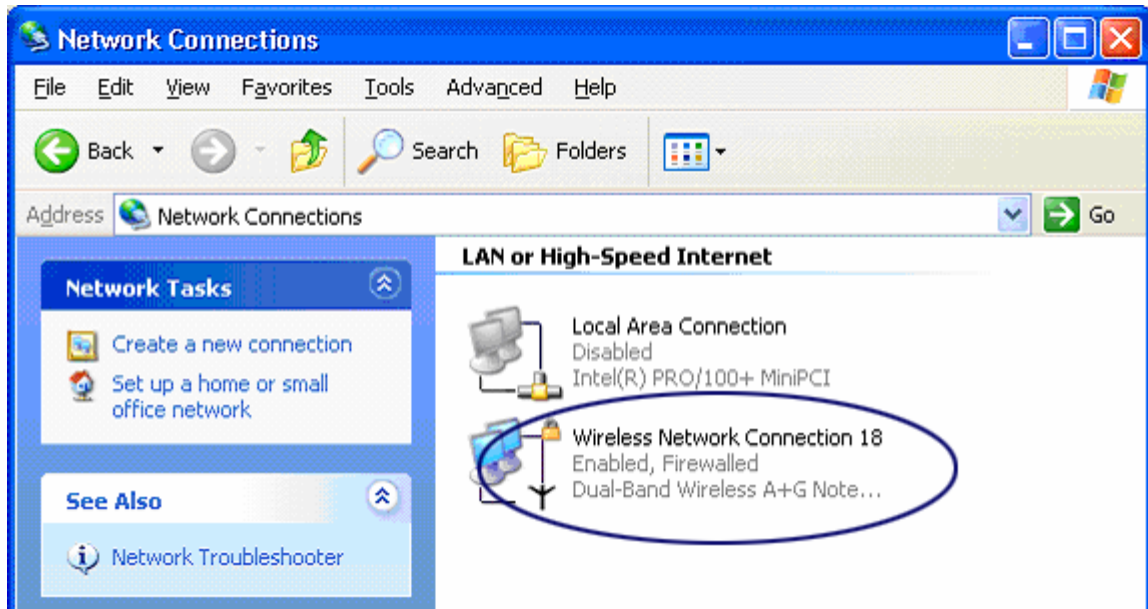 Network Connections
File Edit View Favorites Tools Advanced Help
Back Search Folders
Address Network Connections Go
Network Tasks
Create a new connection
Set up a home or small
office network
See Also
Network Troubleshooter
LAN or High-Speed Internet
Local Area Connection
Disabled
Intel(R) PRO/100+ MiniPCI
Wireless Network Connection 18
Enabled, Firewalled
Dual-Band Wireless A+G Note...